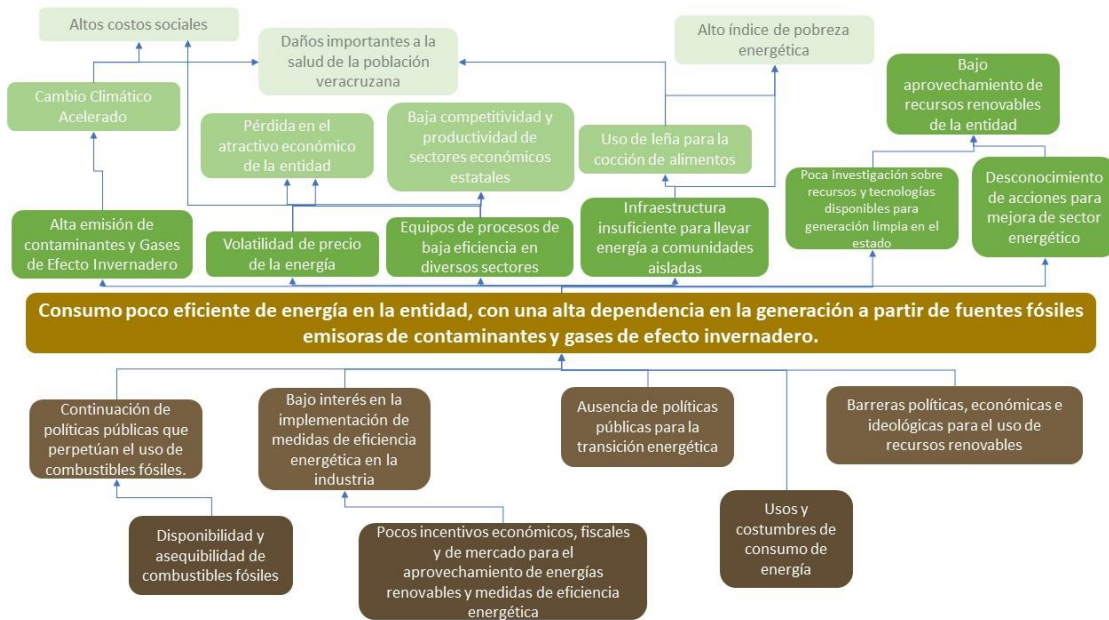 Altos costos sociales
Daños importantes a la
salud de la población
veracruzana
Alto índice de pobreza
energética
Cambio Climático
Acelerado
Pérdida en el
atractivo económico
de la entidad
Baja competitividad y
productividad de
sectores económicos
estatales
Uso de leña para la
cocción de alimentos
Bajo
aprovechamiento de
recursos renovables
de la entidad
Alta emisión de
contaminantes y Gases
de Efecto Invernadero
Volatilidad de precio
de la energía
Equipos de procesos de
baja eficiencia en
diversos sectores
Infraestructura
insuficiente para llevar
energía a comunidades
aisladas
Poca investigación sobre
recursos y tecnologías
disponibles para
generación limpia en el
estado
Desconocimiento
de acciones para
mejora de sector
energético
Consumo poco eficiente de energía en la entidad, con una alta dependencia en la generación a partir de fuentes fósiles
emisoras de contaminantes y gases de efecto invernadero.
Continuación de
políticas públicas que
perpetúan el uso de
combustibles fósiles.
Bajo interés en la
implementación de
medidas de eficiencia
energética en la
industria
Ausencia de políticas
públicas para la
transición energética
Barreras políticas, económicas e
ideológicas para el uso de
recursos renovables
Disponibilidad y
asequibilidad de
combustibles fósiles
Pocos incentivos económicos, fiscales
y de mercado para el
aprovechamiento de energías
renovables y medidas de eficiencia
energética
Usos y
costumbres de
consumo de
energía